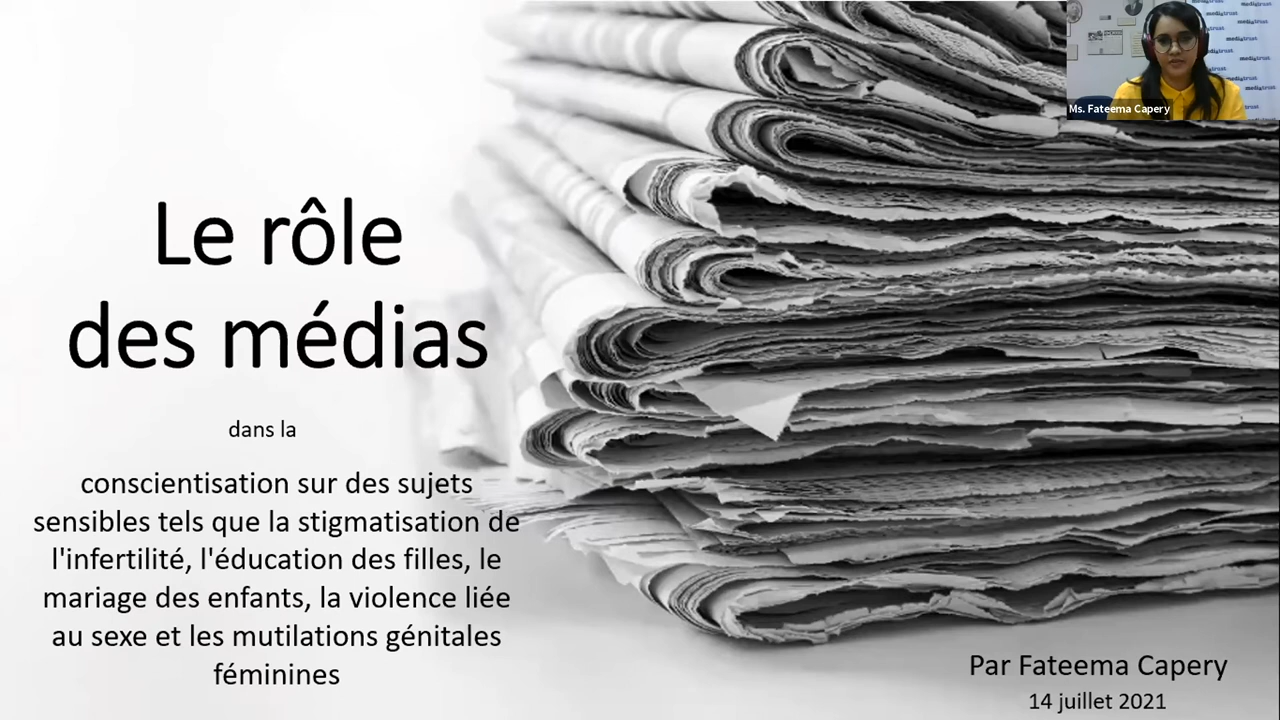 Le rôle
des médias
dans la
conscientisation sur des sujets
sensibles tels que la stigmatisation de
l'infertilité, l'éducation des filles, le
mariage des enfants, la violence liée
au sexe et les mutilations génitales
féminines
Par Fateema Capery
14 juillet 2021
Ms. Fateema Capery